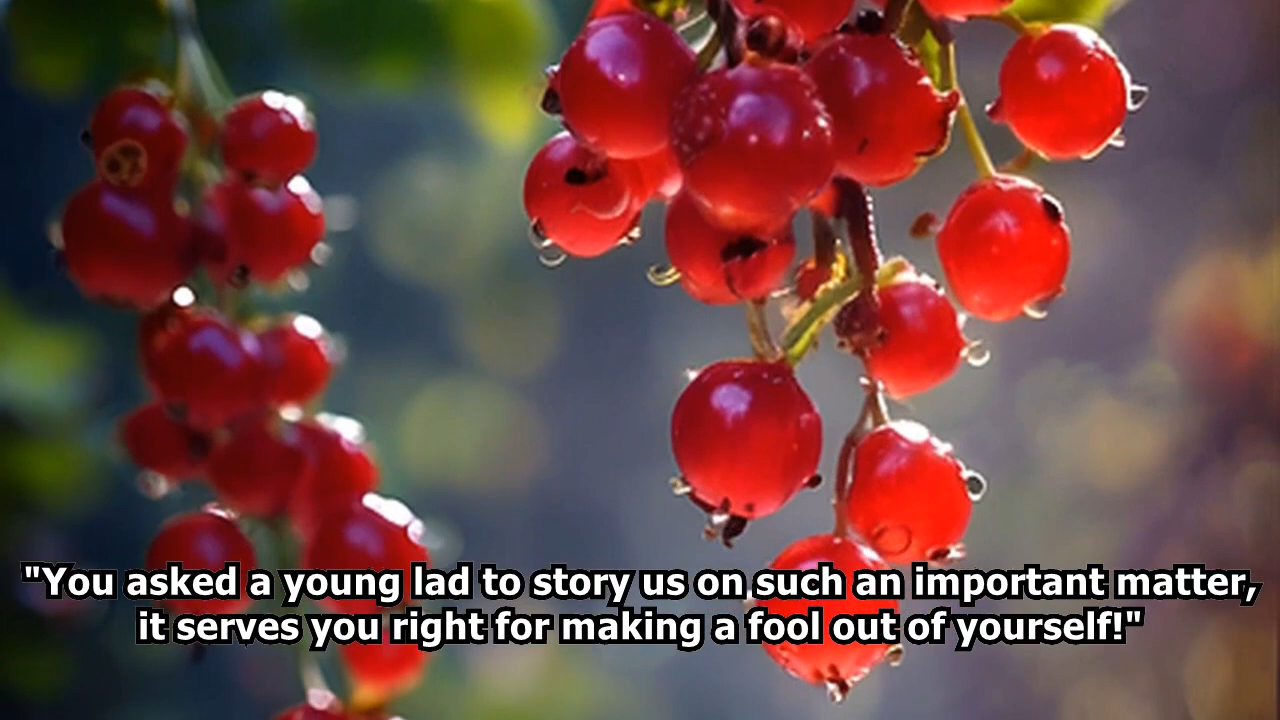 "You asked a young lad to story us on such an important matter,
it serves you right for making a fool out of yourself!"